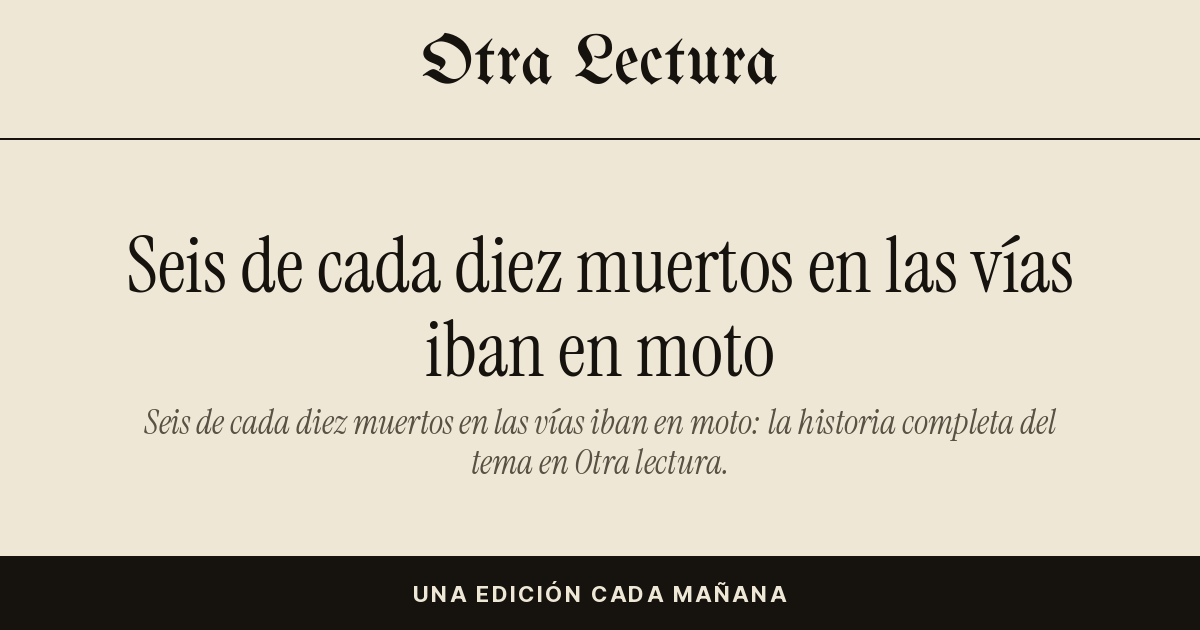 Otra Lectura
Seis de cada diez muertos en las vías
iban en moto
Seis de cada diez muertos en las vías iban en moto: la historia completa del
tema en Otra lectura.
UNA EDICIÓN CADA MAÑANA